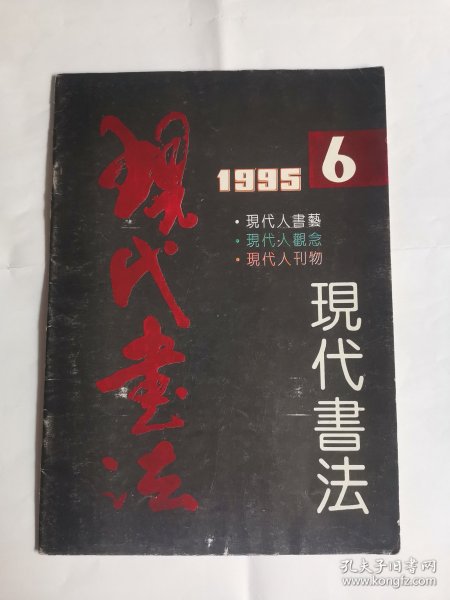 現代書法
1995 6
·現代人書藝
·現代人觀念
·現代人刊物
現代書法
孔夫子旧书网
www.kongfz.com